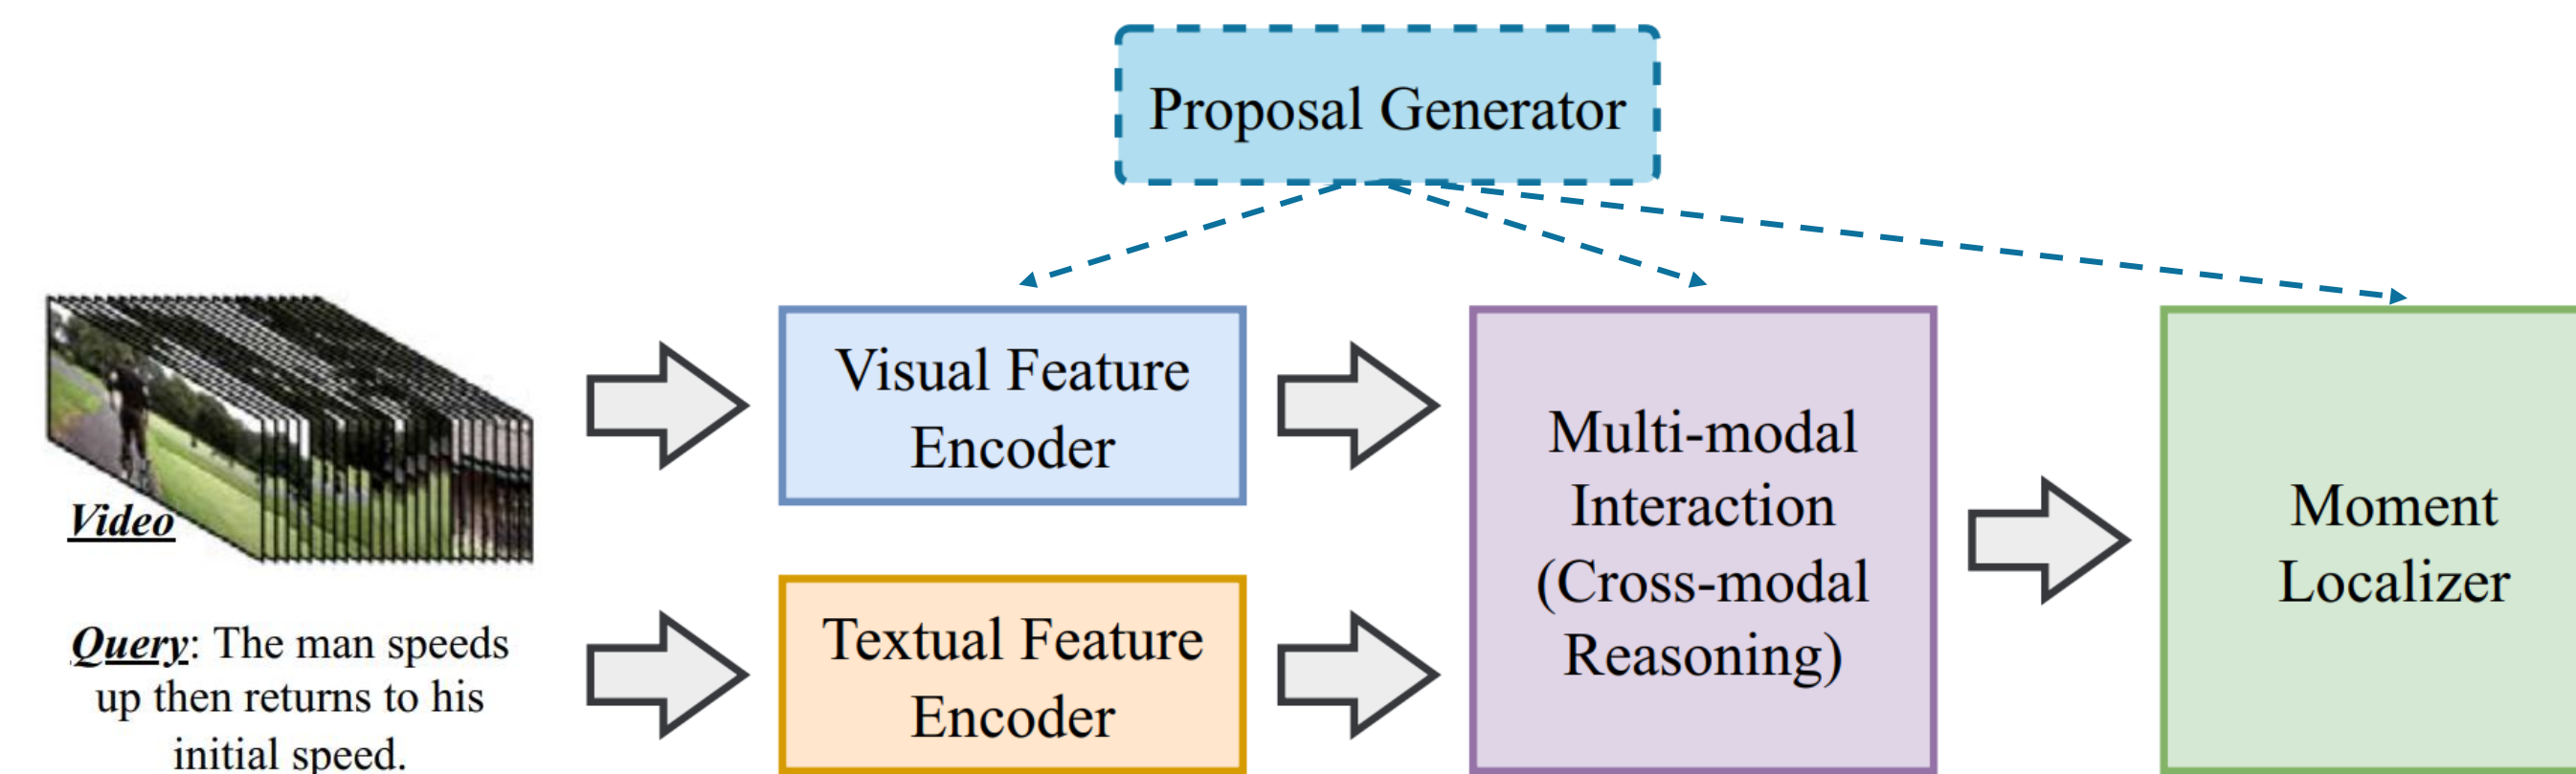 Proposal Generator
Visual Feature
Encoder
Multi-modal
Interaction
(Cross-modal
Reasoning)
Moment
Localizer
Video
Query: The man speeds
up then returns to his
initial speed.
Textual Feature
Encoder